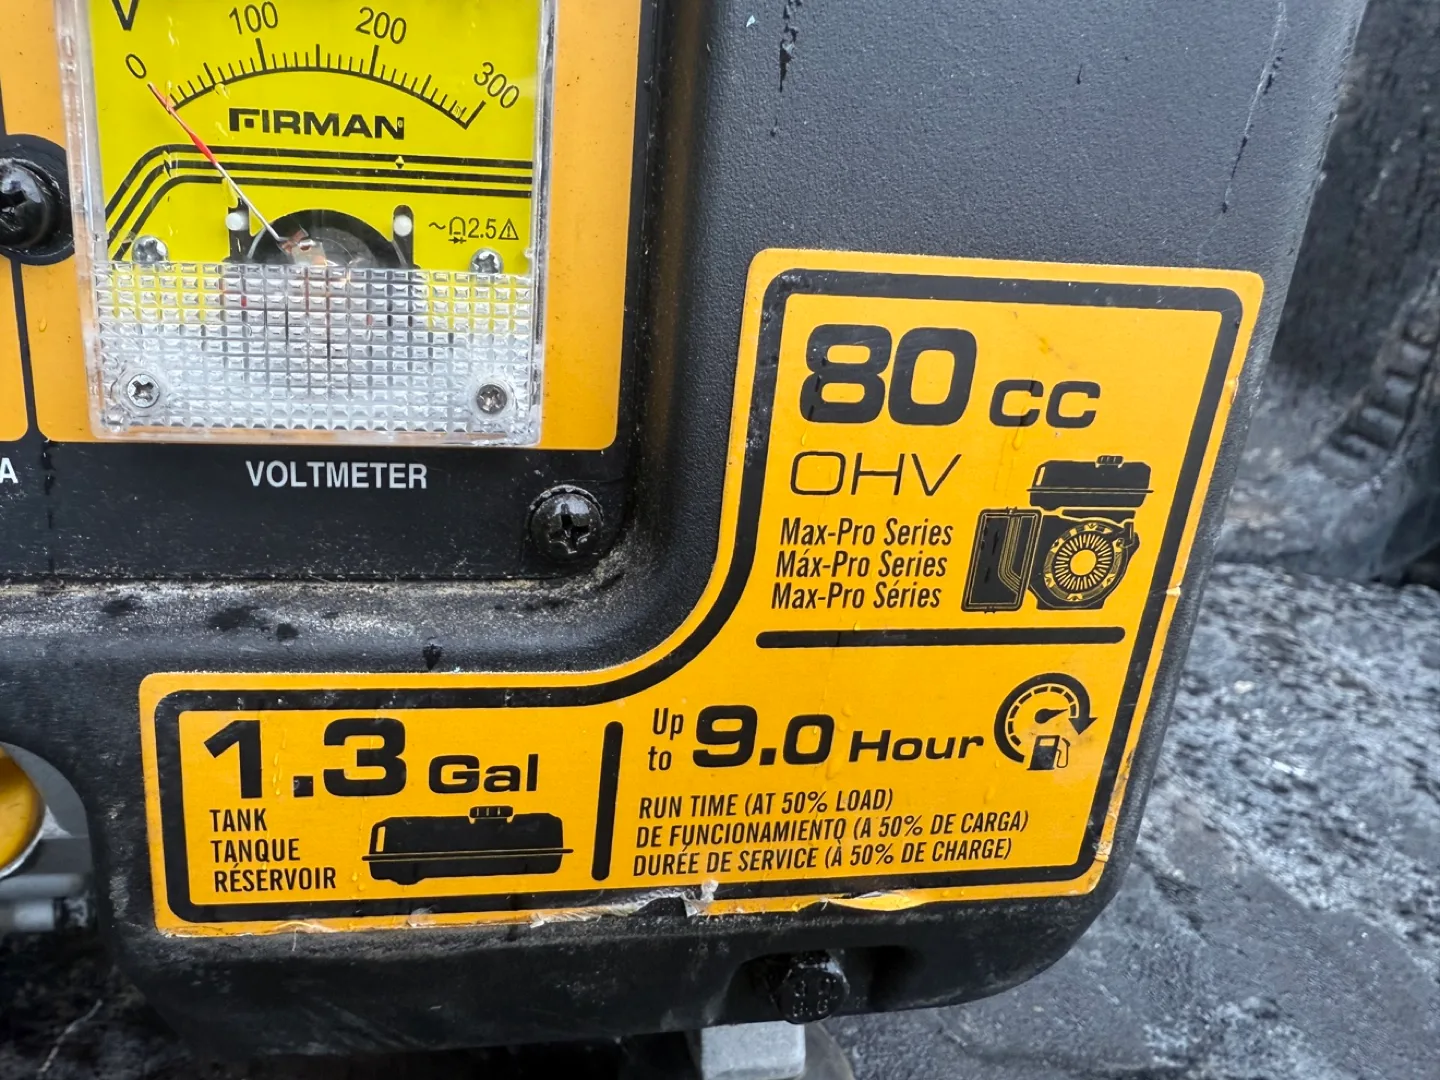 V
0 100 200 300
FIRMAN
~ 2.5
A
VOLTMETER
80 cc
OHV
Max-Pro Series
Máx-Pro Series
Max-Pro Séries
1.3 Gal
TANK
TANQUE
RÉSERVOIR
Up to 9.0 Hour
RUN TIME (AT 50% LOAD)
DE FUNCIONAMIENTO (A 50% DE CARGA)
DURÉE DE SERVICE (À 50% DE CHARGE)